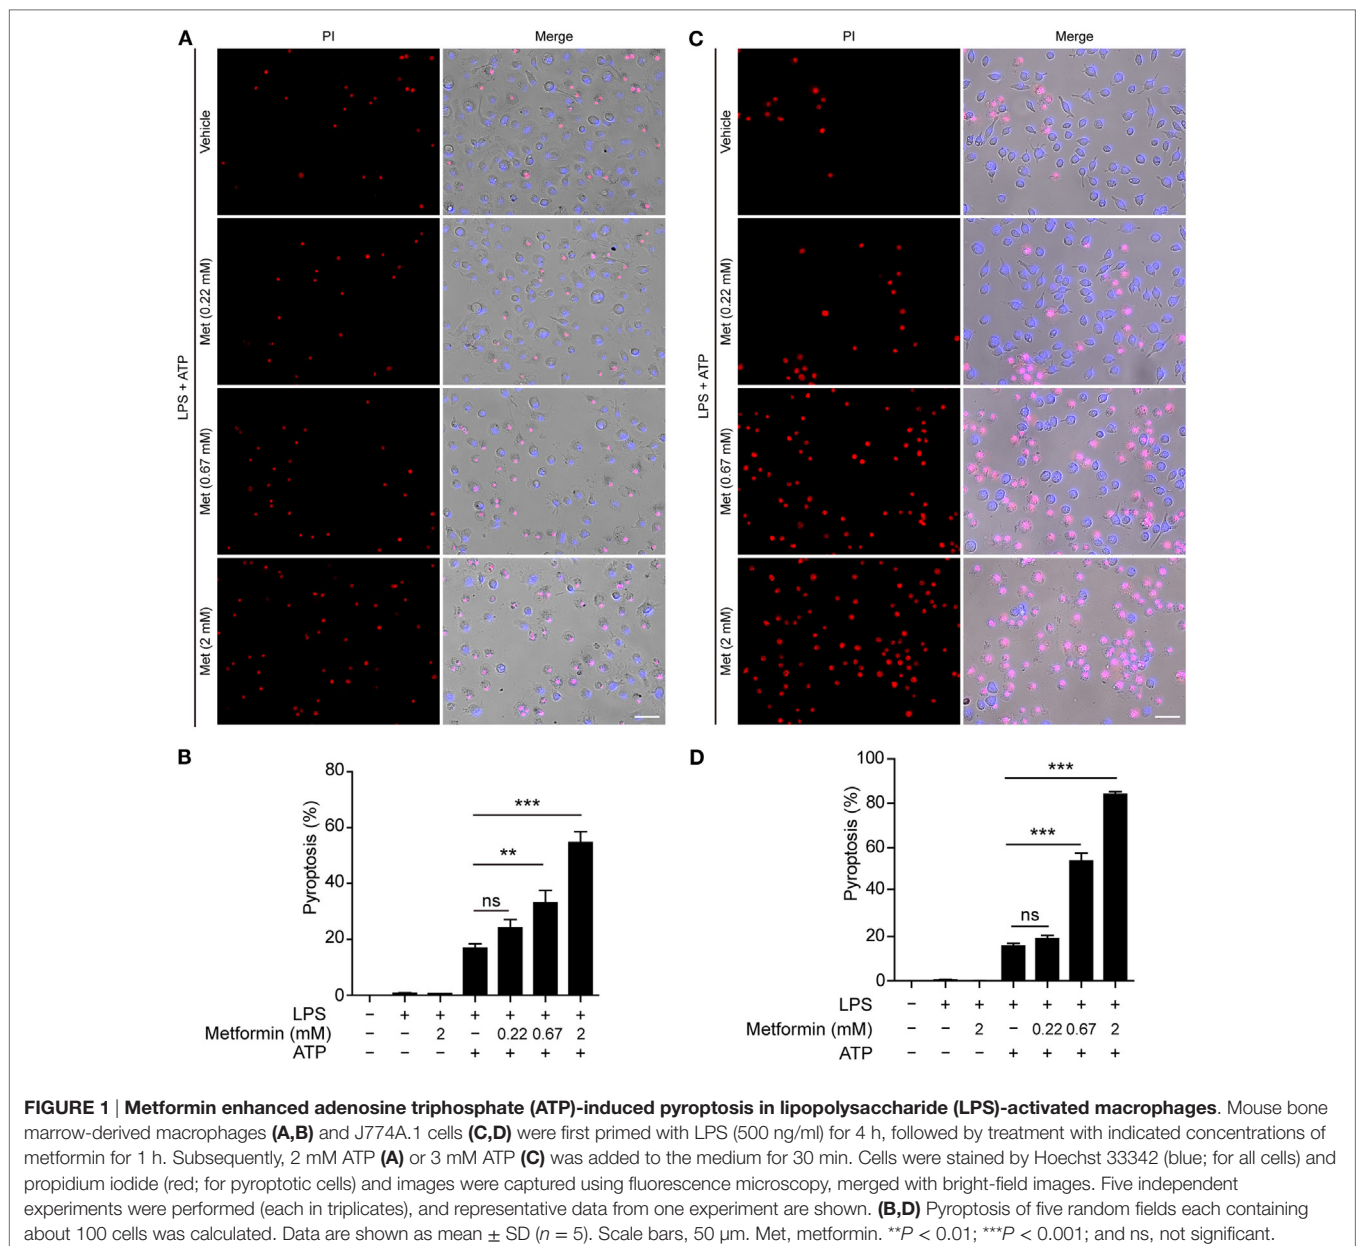 A
PI
Merge
LPS + ATP
Vehicle
Met (0.22 mM)
Met (0.67 mM)
Met (2 mM)
C
PI
Merge
LPS + ATP
Vehicle
Met (0.22 mM)
Met (0.67 mM)
Met (2 mM)
B
Pyroptosis (%)
80
60
40
20
0
ns
**
***
LPS – + + + + + +
Metformin (mM) – – 2 – 0.22 0.67 2
ATP – – – + + + +
D
Pyroptosis (%)
100
80
60
40
20
0
ns
***
***
LPS – + + + + + +
Metformin (mM) – – 2 – 0.22 0.67 2
ATP – – – + + + +
FIGURE 1 | Metformin enhanced adenosine triphosphate (ATP)-induced pyroptosis in lipopolysaccharide (LPS)-activated macrophages. Mouse bone
marrow-derived macrophages (A,B) and J774A.1 cells (C,D) were first primed with LPS (500 ng/ml) for 4 h, followed by treatment with indicated concentrations of
metformin for 1 h. Subsequently, 2 mM ATP (A) or 3 mM ATP (C) was added to the medium for 30 min. Cells were stained by Hoechst 33342 (blue; for all cells) and
propidium iodide (red; for pyroptotic cells) and images were captured using fluorescence microscopy, merged with bright-field images. Five independent
experiments were performed (each in triplicates), and representative data from one experiment are shown. (B,D) Pyroptosis of five random fields each containing
about 100 cells was calculated. Data are shown as mean ± SD (n = 5). Scale bars, 50 µm. Met, metformin. **P < 0.01; ***P < 0.001; and ns, not significant.